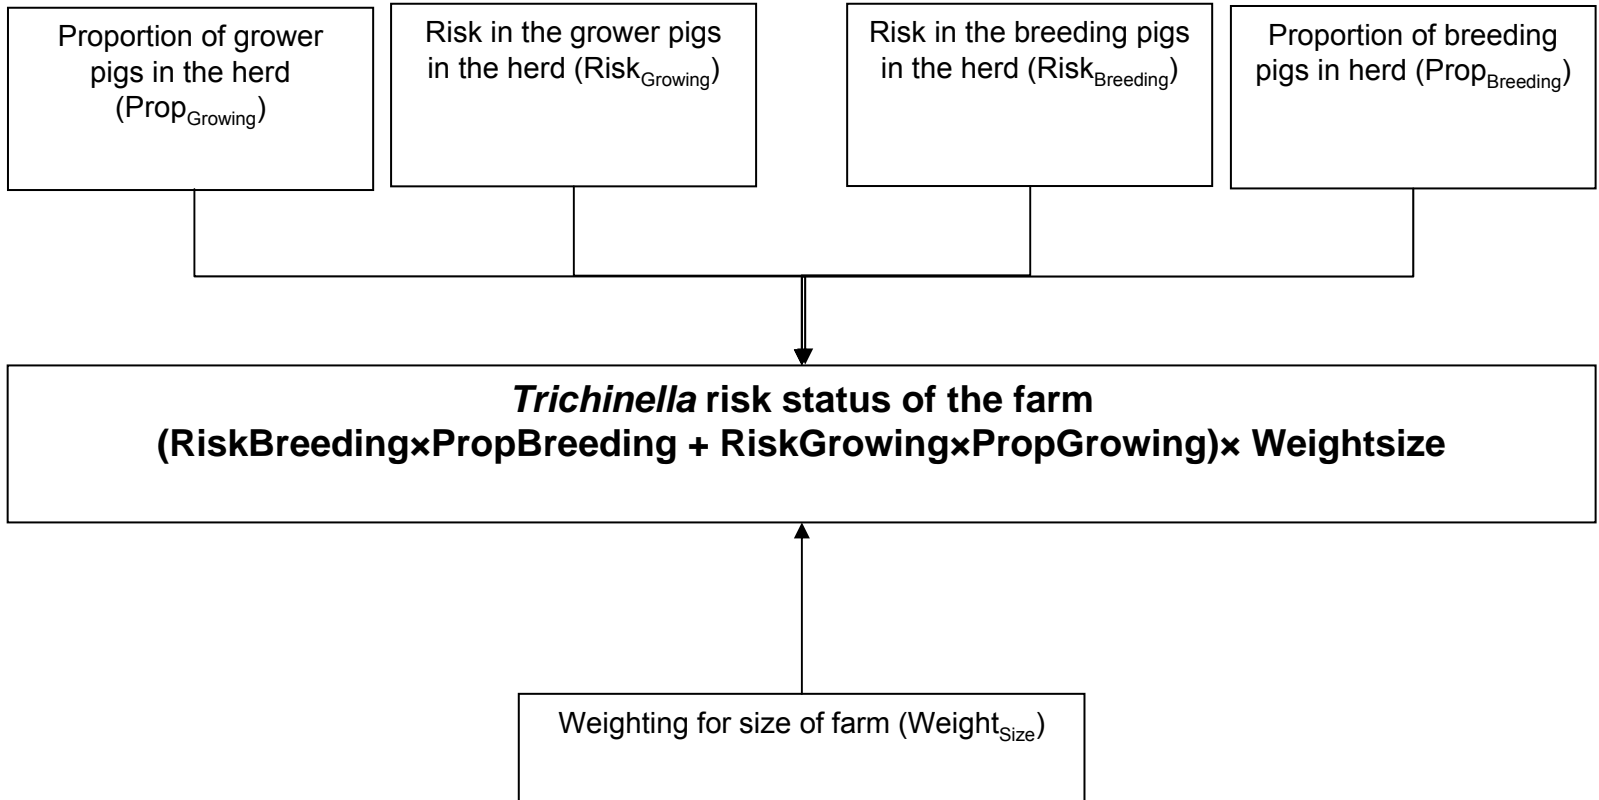 Proportion of grower
pigs in the herd
(PropGrowing)
Risk in the grower pigs
in the herd (RiskGrowing)
Risk in the breeding pigs
in the herd (RiskBreeding)
Proportion of breeding
pigs in herd (PropBreeding)
Trichinella risk status of the farm
(RiskBreeding×PropBreeding + RiskGrowing×PropGrowing)× Weightsize
Weighting for size of farm (WeightSize)